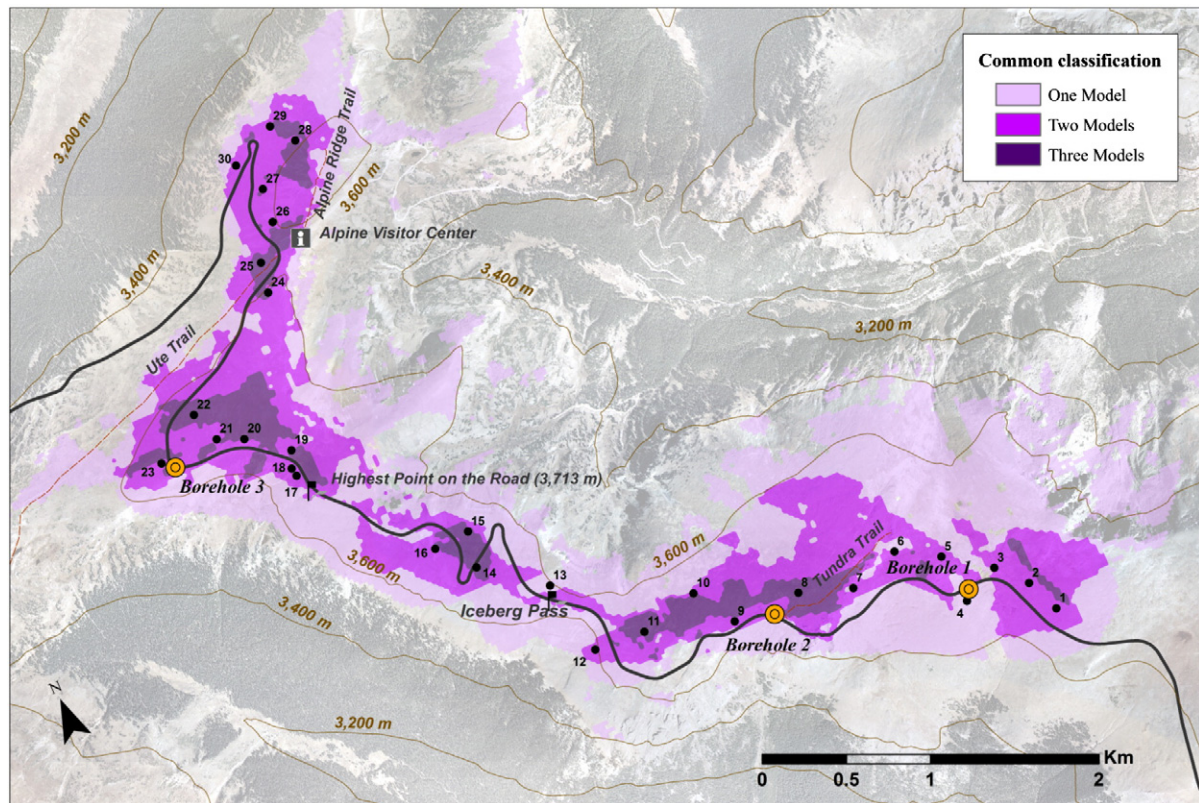 Common classification
One Model
Two Models
Three Models
3,200 m
29
28
30
27
Alpine Ridge Trail
3,600 m
26
Alpine Visitor Center
25
3,400 m
24
3,400 m
3,200 m
Ute Trail
22
21
20
19
23
18
17
Borehole 3
Highest Point on the Road (3,713 m)
15
16
14
3,600 m
13
Iceberg Pass
3,600 m
10
8
Tundra Trail
7
6
5
Borehole 1
3
2
1
4
9
11
Borehole 2
12
3,400 m
3,200 m
N
Km
0
0.5
1
2